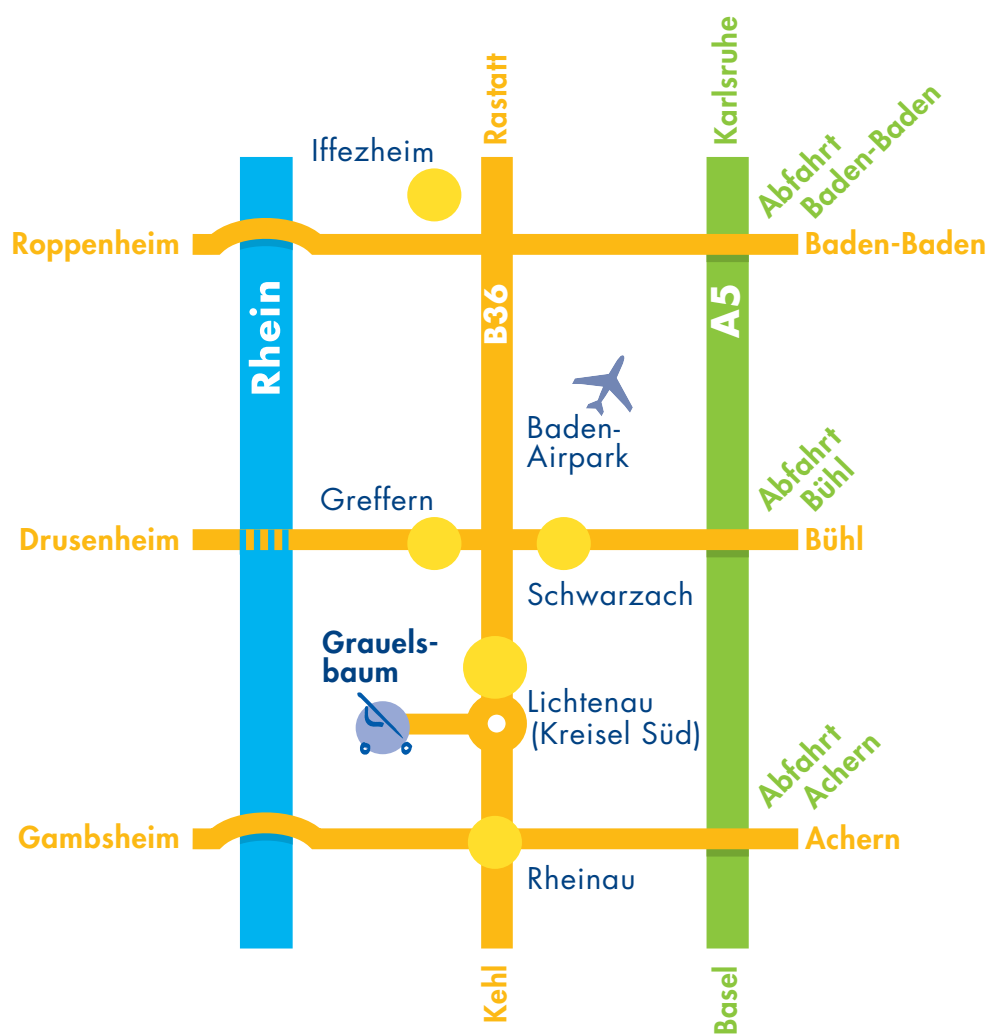 Rastatt
Karlsruhe
Abfahrt
Baden-Baden
Iffezheim
Roppenheim
Baden-Baden
Rhein
B36
A5
Baden-
Airpark
Abfahrt
Bühl
Greffern
Drusenheim
Bühl
Schwarzach
Grauels-
baum
Lichtenau
(Kreisel Süd)
Abfahrt
Achern
Gambsheim
Achern
Rheinau
Kehl
Basel